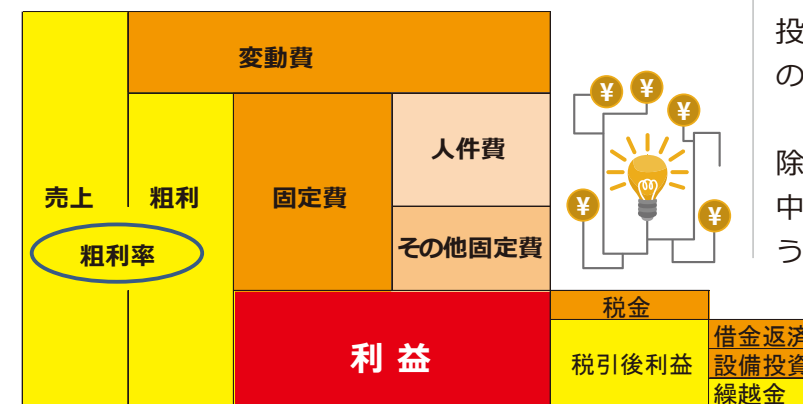 変動費
売上
粗利
粗利率
固定費
人件費
その他固定費
利益
税金
税引後利益
借金返済
設備投資
繰越金
¥
¥
¥
¥
¥
投
の
除
中
う